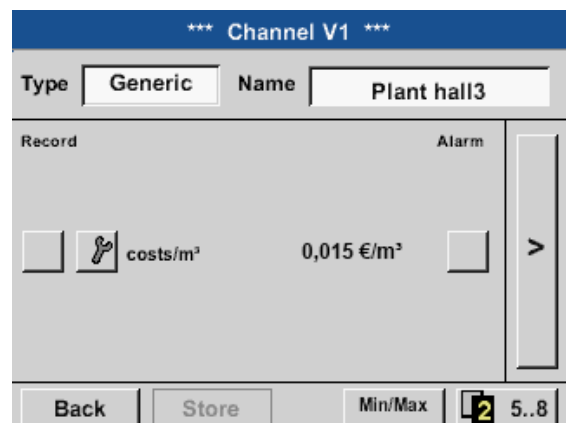 *** Channel V1 ***
Type Generic Name Plant hall3
Record Alarm
costs/m³ 0,015 €/m³ >
Back Store Min/Max 2 5..8